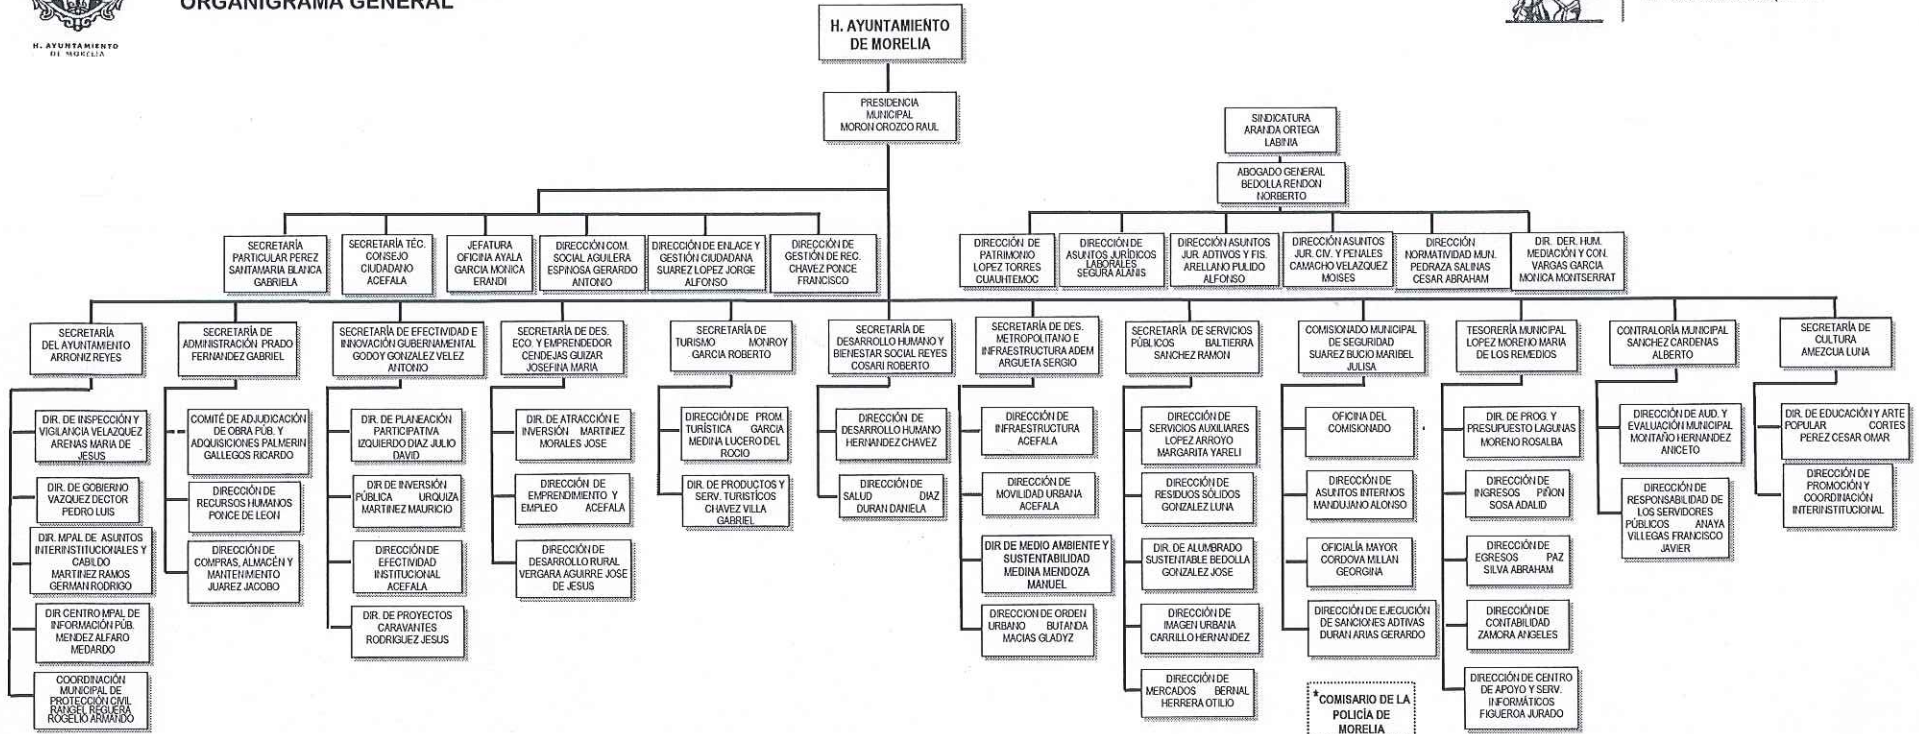 ORGANIGRAMA GENERAL
H. AYUNTAMIENTO
DE MORELIA
H. AYUNTAMIENTO
DE MORELIA
PRESIDENCIA
MUNICIPAL
MORON OROZCO RAUL
SINDICATURA
ARANDA ORTEGA
LABINIA
ABOGADO GENERAL
BEDOLLA RENDON
NORBERTO
SECRETARÍA
PARTICULAR PEREZ
SANTAMARIA BLANCA
GABRIELA
SECRETARÍA TÉC.
CONSEJO
CIUDADANO
ACEFALA
JEFATURA
OFICINA AYALA
GARCIA MONICA
ERANDI
DIRECCIÓN COM.
SOCIAL AGUILERA
ESPINOSA GERARDO
ANTONIO
DIRECCIÓN DE ENLACE Y
GESTIÓN CIUDADANA
SUAREZ LOPEZ JORGE
ALFONSO
DIRECCIÓN DE
GESTIÓN DE REC.
CHAVEZ PONCE
FRANCISCO
DIRECCIÓN DE
PATRIMONIO
LOPEZ TORRES
CUAUHTEMOC
DIRECCIÓN DE
ASUNTOS JURÍDICOS
LABORALES
SEGURA ALANIS
DIRECCIÓN ASUNTOS
JUR. ADTIVOS Y FIS.
ARELLANO PULIDO
ALFONSO
DIRECCIÓN ASUNTOS
JUR. CIV. Y PENALES
CAMACHO VELAZQUEZ
MOISES
DIRECCIÓN
NORMATIVIDAD MUN.
PEDRAZA SALINAS
CESAR ABRAHAM
DIR. DER. HUM.
MEDIACIÓN Y CON.
VARGAS GARCIA
MONICA MONTSERRAT
SECRETARÍA
DEL AYUNTAMIENTO
ARRONIZ REYES
SECRETARÍA DE
ADMINISTRACIÓN PRADO
FERNANDEZ GABRIEL
SECRETARÍA DE EFECTIVIDAD E
INNOVACIÓN GUBERNAMENTAL
GODOY GONZALEZ VELEZ
ANTONIO
SECRETARÍA DE DES.
ECO. Y EMPRENDEDOR
CENDEJAS GUIZAR
JOSEFINA MARIA
SECRETARÍA DE
TURISMO MONROY
GARCIA ROBERTO
SECRETARÍA DE
DESARROLLO HUMANO Y
BIENESTAR SOCIAL REYES
COSARI ROBERTO
SECRETARÍA DE DES.
METROPOLITANO E
INFRAESTRUCTURA ADEM
ARGUETA SERGIO
SECRETARÍA DE SERVICIOS
PÚBLICOS BALTIERRA
SANCHEZ RAMON
COMISIONADO MUNICIPAL
DE SEGURIDAD
SUAREZ BUCIO MARIBEL
JULISA
TESORERÍA MUNICIPAL
LOPEZ MORENO MARIA
DE LOS REMEDIOS
CONTRALORÍA MUNICIPAL
SANCHEZ CARDENAS
ALBERTO
SECRETARÍA DE
CULTURA
AMEZCUA LUNA
DIR. DE INSPECCIÓN Y
VIGILANCIA VELAZQUEZ
ARENAS MARIA DE
JESUS
DIR. DE GOBIERNO
VAZQUEZ DECTOR
PEDRO LUIS
DIR. MPAL DE ASUNTOS
INTERINSTITUCIONALES Y
CABILDO
MARTINEZ RAMOS
GERMAN RODRIGO
DIR CENTRO MPAL DE
INFORMACIÓN PÚB.
MENDEZ ALFARO
MEDARDO
COORDINACIÓN
MUNICIPAL DE
PROTECCIÓN CIVIL
RANGEL REGUERA
ROGELIO ARMANDO
COMITÉ DE ADJUDICACIÓN
DE OBRA PÚB. Y
ADQUISICIONES PALMERIN
GALLEGOS RICARDO
DIRECCIÓN DE
RECURSOS HUMANOS
PONCE DE LEON
DIRECCIÓN DE
COMPRAS, ALMACÉN Y
MANTENIMENTO
JUAREZ JACOBO
DIR. DE PLANEACIÓN
PARTICIPATIVA
IZQUIERDO DIAZ JULIO
DAVID
DIR DE INVERSIÓN
PÚBLICA URQUIZA
MARTINEZ MAURICIO
DIRECCIÓN DE
EFECTIVIDAD
INSTITUCIONAL
ACEFALA
DIR. DE PROYECTOS
CARAVANTES
RODRIGUEZ JESUS
DIR. DE ATRACCIÓN E
INVERSIÓN MARTINEZ
MORALES JOSE
DIRECCIÓN DE
EMPRENDIMIENTO Y
EMPLEO ACEFALA
DIRECCIÓN DE
DESARROLLO RURAL
VERGARA AGUIRRE JOSE
DE JESUS
DIRECCIÓN DE PROM.
TURÍSTICA GARCIA
MEDINA LUCERO DEL
ROCIO
DIR. DE PRODUCTOS Y
SERV. TURISTÍCOS
CHAVEZ VILLA
GABRIEL
DIRECCIÓN DE
DESARROLLO HUMANO
HERNANDEZ CHAVEZ
DIRECCIÓN DE
SALUD DIAZ
DURAN DANIELA
DIRECCIÓN DE
INFRAESTRUCTURA
ACEFALA
DIRECCIÓN DE
MOVILIDAD URBANA
ACEFALA
DIR DE MEDIO AMBIENTE Y
SUSTENTABILIDAD
MEDINA MENDOZA
MANUEL
DIRECCION DE ORDEN
URBANO BUTANDA
MACIAS GLADYZ
DIRECCIÓN DE
SERVICIOS AUXILIARES
LOPEZ ARROYO
MARGARITA YARELI
DIRECCIÓN DE
RESIDUOS SÓLIDOS
GONZALEZ LUNA
DIR. DE ALUMBRADO
SUSTENTABLE BEDOLLA
GONZALEZ JOSE
DIRECCIÓN DE
IMAGEN URBANA
CARRILLO HERNANDEZ
DIRECCIÓN DE
MERCADOS BERNAL
HERRERA OTILIO
OFICINA DEL
COMISIONADO
DIRECCIÓN DE
ASUNTOS INTERNOS
MANDUJANO ALONSO
OFICIALÍA MAYOR
CORDOVA MILLAN
GEORGINA
DIRECCIÓN DE EJECUCIÓN
DE SANCIONES ADTIVAS
DURAN ARIAS GERARDO
*COMISARIO DE LA
POLICÍA DE
MORELIA
DIR. DE PROG. Y
PRESUPUESTO LAGUNAS
MORENO ROSALBA
DIRECCIÓN DE
INGRESOS PIÑON
SOSA ADALID
DIRECCIÓN DE
EGRESOS PAZ
SILVA ABRAHAM
DIRECCIÓN DE
CONTABILIDAD
ZAMORA ANGELES
DIRECCIÓN DE CENTRO
DE APOYO Y SERV.
INFORMÁTICOS
FIGUEROA JURADO
DIRECCIÓN DE AUD. Y
EVALUACIÓN MUNICIPAL
MONTAÑO HERNANDEZ
ANICETO
DIRECCIÓN DE
RESPONSABILIDAD DE
LOS SERVIDORES
PÚBLICOS ANAYA
VILLEGAS FRANCISCO
JAVIER
DIR. DE EDUCACIÓN Y ARTE
POPULAR CORTES
PEREZ CESAR OMAR
DIRECCIÓN DE
PROMOCIÓN Y
COORDINACIÓN
INTERINSTITUCIONAL